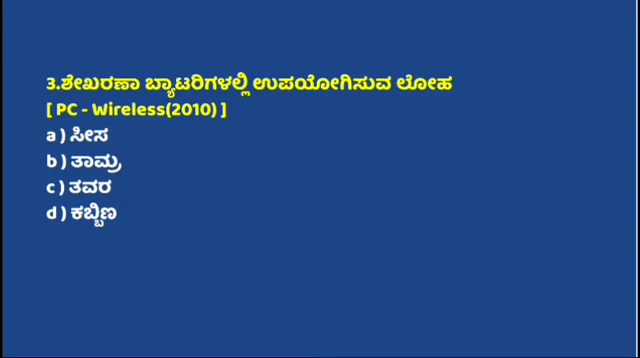 3.ಶೇಖರಣಾ ಬ್ಯಾಟರಿಗಳಲ್ಲಿ ಉಪಯೋಗಿಸುವ ಲೋಹ
[ PC - Wireless(2010) ]
a ) ಸೀಸ
b ) ತಾಮ್ರ
c ) ತವರ
d ) ಕಬ್ಬಿಣ